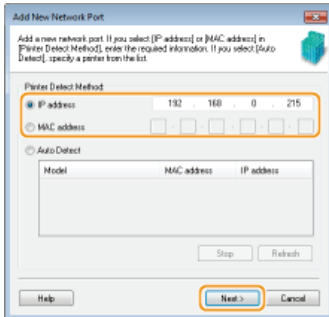 Add New Network Port
Add a new network port. If you select [IP address] or [MAC address] in
[Printer Detect Method], enter the required information. If you select [Auto
Detect], specify a printer from the list.
Printer Detect Method:
IP address 192 . 168 . 0 . 215
MAC address - - - - -
Auto Detect
Model MAC address IP address
Stop Refresh
Help Next > Cancel